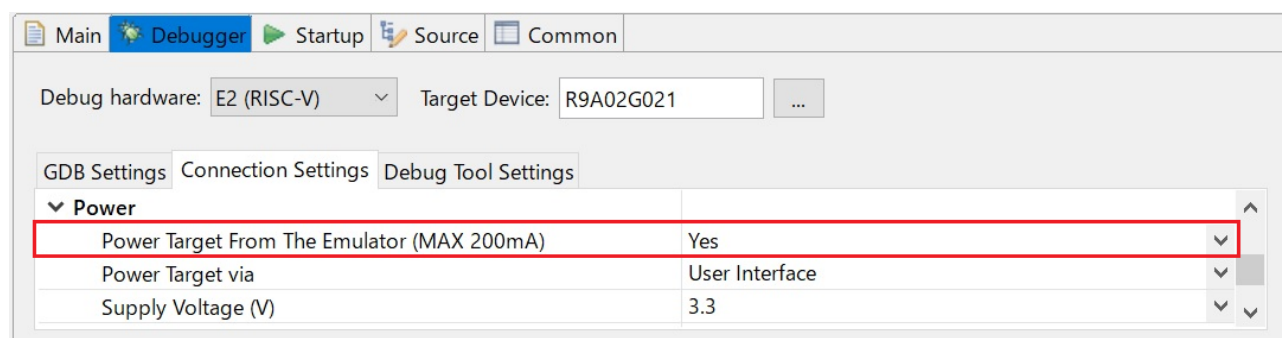 Main Debugger Startup Source Common
Debug hardware: E2 (RISC-V) Target Device: R9A02G021 ...
GDB Settings Connection Settings Debug Tool Settings
Power
Power Target From The Emulator (MAX 200mA) Yes
Power Target via User Interface
Supply Voltage (V) 3.3